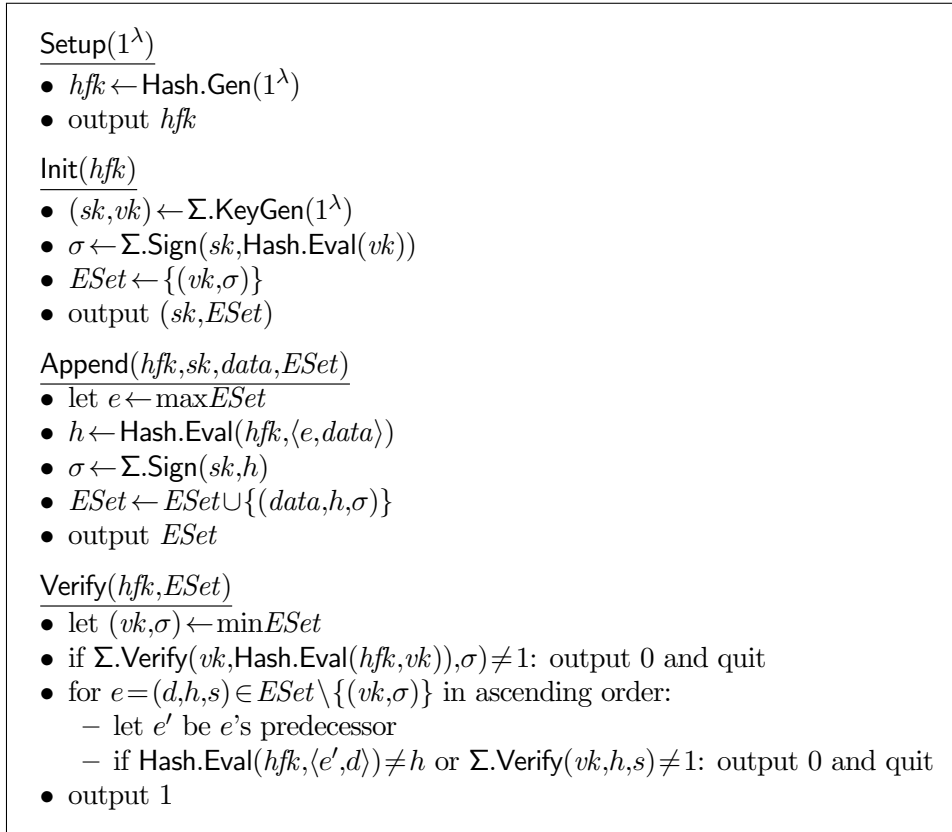 Setup(1^λ)
• hfk←Hash.Gen(1^λ)
• output hfk
Init(hfk)
• (sk,vk)←Σ.KeyGen(1^λ)
• σ←Σ.Sign(sk,Hash.Eval(vk))
• ESet←{(vk,σ)}
• output (sk,ESet)
Append(hfk,sk,data,ESet)
• let e←maxESet
• h←Hash.Eval(hfk,⟨e,data⟩)
• σ←Σ.Sign(sk,h)
• ESet←ESet∪{(data,h,σ)}
• output ESet
Verify(hfk,ESet)
• let (vk,σ)←minESet
• if Σ.Verify(vk,Hash.Eval(hfk,vk)),σ)≠1: output 0 and quit
• for e=(d,h,s)∈ESet\{(vk,σ)} in ascending order:
– let e′ be e's predecessor
– if Hash.Eval(hfk,⟨e′,d⟩)≠h or Σ.Verify(vk,h,s)≠1: output 0 and quit
• output 1